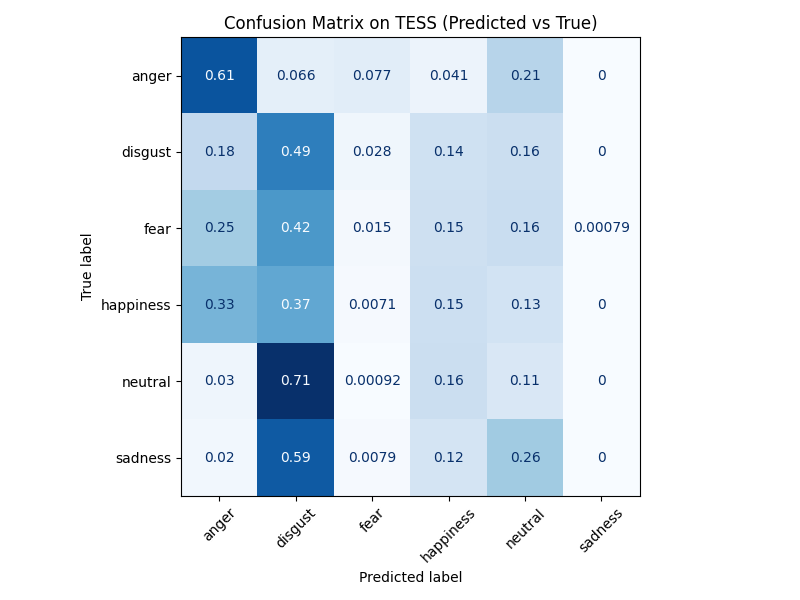 Confusion Matrix on TESS (Predicted vs True)
anger 0.61 0.066 0.077 0.041 0.21 0
disgust 0.18 0.49 0.028 0.14 0.16 0
fear 0.25 0.42 0.015 0.15 0.16 0.00079
happiness 0.33 0.37 0.0071 0.15 0.13 0
neutral 0.03 0.71 0.00092 0.16 0.11 0
sadness 0.02 0.59 0.0079 0.12 0.26 0
True label
anger disgust fear happiness neutral sadness
Predicted label